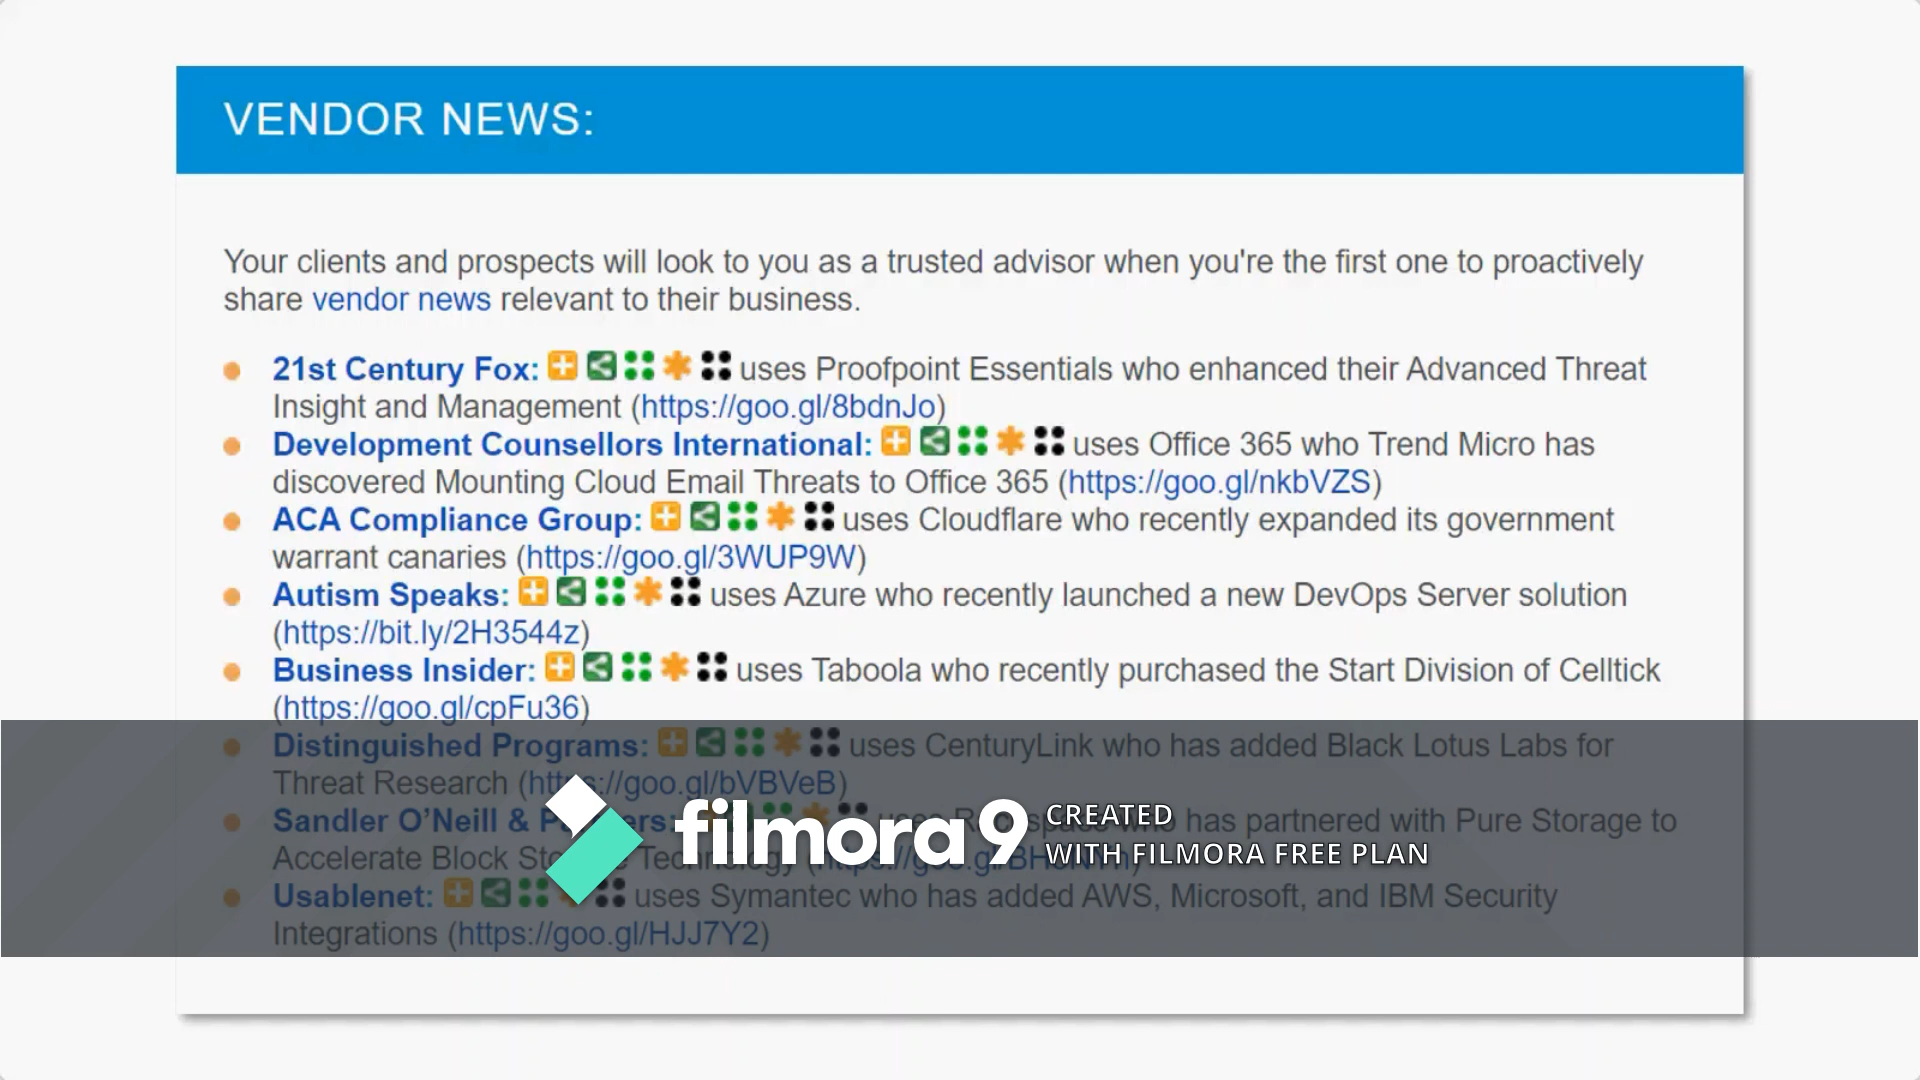 VENDOR NEWS:
Your clients and prospects will look to you as a trusted advisor when you're the first one to proactively
share vendor news relevant to their business.
21st Century Fox: uses Proofpoint Essentials who enhanced their Advanced Threat
Insight and Management (https://goo.gl/8bdnJo)
Development Counsellors International: uses Office 365 who Trend Micro has
discovered Mounting Cloud Email Threats to Office 365 (https://goo.gl/nkbVZS)
ACA Compliance Group: uses Cloudflare who recently expanded its government
warrant canaries (https://goo.gl/3WUP9W)
Autism Speaks: uses Azure who recently launched a new DevOps Server solution
(https://bit.ly/2H3544z)
Business Insider: uses Taboola who recently purchased the Start Division of Celltick
(https://goo.gl/cpFu36)
Distinguished Programs: uses CenturyLink who has added Black Lotus Labs for
Threat Research (https://goo.gl/bVBVeB)
Sandler O’Neill & uses who has partnered with Pure Storage to
Accelerate Block
Usablenet: uses Symantec who has added AWS, Microsoft, and IBM Security
Integrations (https://goo.gl/HJJ7Y2)
filmora9
CREATED
WITH FILMORA FREE PLAN